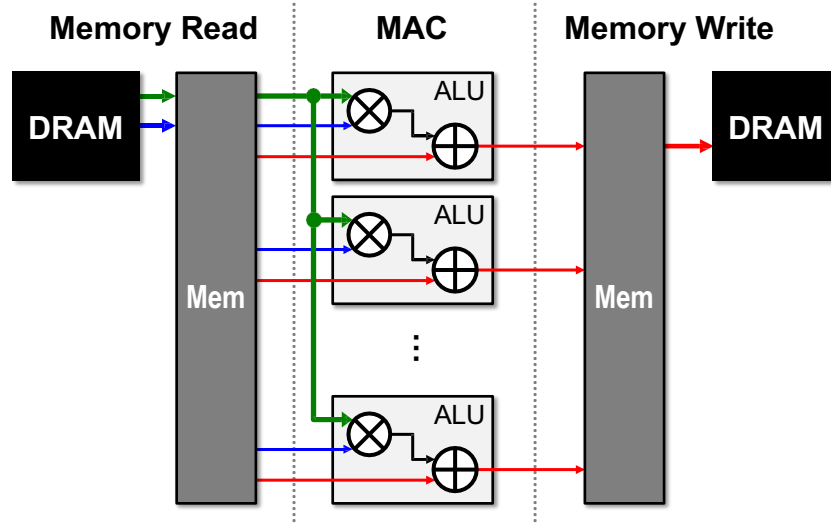 Memory Read
MAC
Memory Write
DRAM
Mem
ALU
ALU
...
ALU
Mem
DRAM